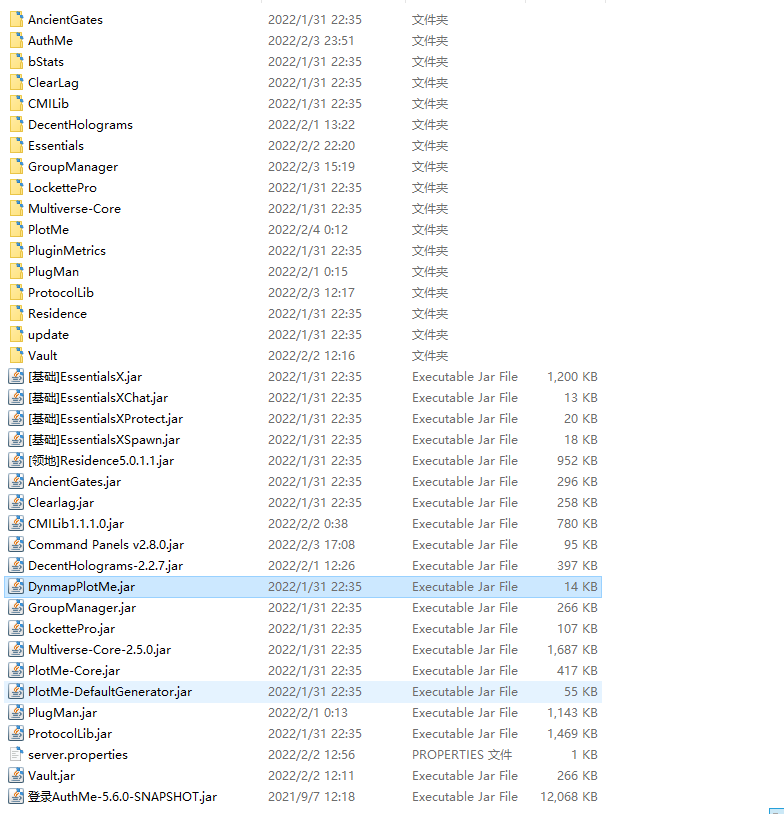 AncientGates 2022/1/31 22:35 文件夹
AuthMe 2022/2/3 23:51 文件夹
bStats 2022/1/31 22:35 文件夹
ClearLag 2022/1/31 22:35 文件夹
CMILib 2022/1/31 22:35 文件夹
DecentHolograms 2022/2/1 13:22 文件夹
Essentials 2022/2/2 22:20 文件夹
GroupManager 2022/2/3 15:19 文件夹
LockettePro 2022/1/31 22:35 文件夹
Multiverse-Core 2022/1/31 22:35 文件夹
PlotMe 2022/2/4 0:12 文件夹
PluginMetrics 2022/1/31 22:35 文件夹
PlugMan 2022/2/1 0:15 文件夹
ProtocolLib 2022/2/3 12:17 文件夹
Residence 2022/1/31 22:35 文件夹
update 2022/1/31 22:35 文件夹
Vault 2022/2/2 12:16 文件夹
[基础]EssentialsX.jar 2022/1/31 22:35 Executable Jar File 1,200 KB
[基础]EssentialsXChat.jar 2022/1/31 22:35 Executable Jar File 13 KB
[基础]EssentialsXProtect.jar 2022/1/31 22:35 Executable Jar File 20 KB
[基础]EssentialsXSpawn.jar 2022/1/31 22:35 Executable Jar File 18 KB
[领地]Residence5.0.1.1.jar 2022/1/31 22:35 Executable Jar File 952 KB
AncientGates.jar 2022/1/31 22:35 Executable Jar File 296 KB
Clearlag.jar 2022/1/31 22:35 Executable Jar File 258 KB
CMILib1.1.1.0.jar 2022/2/2 0:38 Executable Jar File 780 KB
Command Panels v2.8.0.jar 2022/2/3 17:08 Executable Jar File 95 KB
DecentHolograms-2.2.7.jar 2022/2/1 12:26 Executable Jar File 397 KB
DynmapPlotMe.jar 2022/1/31 22:35 Executable Jar File 14 KB
GroupManager.jar 2022/1/31 22:35 Executable Jar File 266 KB
LockettePro.jar 2022/1/31 22:35 Executable Jar File 107 KB
Multiverse-Core-2.5.0.jar 2022/1/31 22:35 Executable Jar File 1,687 KB
PlotMe-Core.jar 2022/1/31 22:35 Executable Jar File 417 KB
PlotMe-DefaultGenerator.jar 2022/1/31 22:35 Executable Jar File 55 KB
PlugMan.jar 2022/2/1 0:13 Executable Jar File 1,143 KB
ProtocolLib.jar 2022/1/31 22:35 Executable Jar File 1,469 KB
server.properties 2022/2/2 12:56 PROPERTIES 文件 1 KB
Vault.jar 2022/2/2 12:11 Executable Jar File 266 KB
登录AuthMe-5.6.0-SNAPSHOT.jar 2021/9/7 12:18 Executable Jar File 12,068 KB